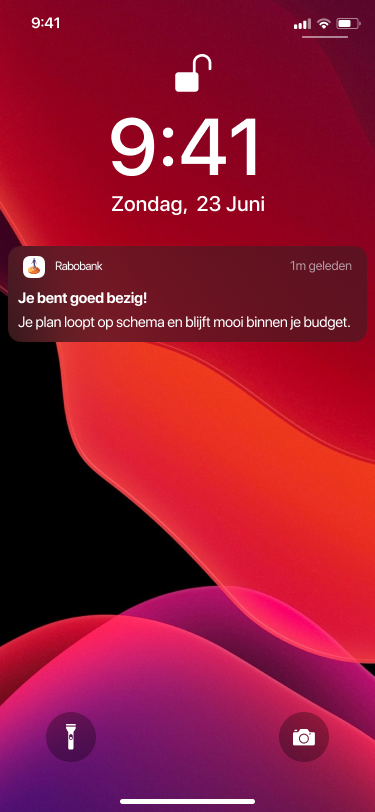 9:41
9:41
Zondag, 23 Juni
Rabobank 1m geleden
Je bent goed bezig!
Je plan loopt op schema en blijft mooi binnen je budget.